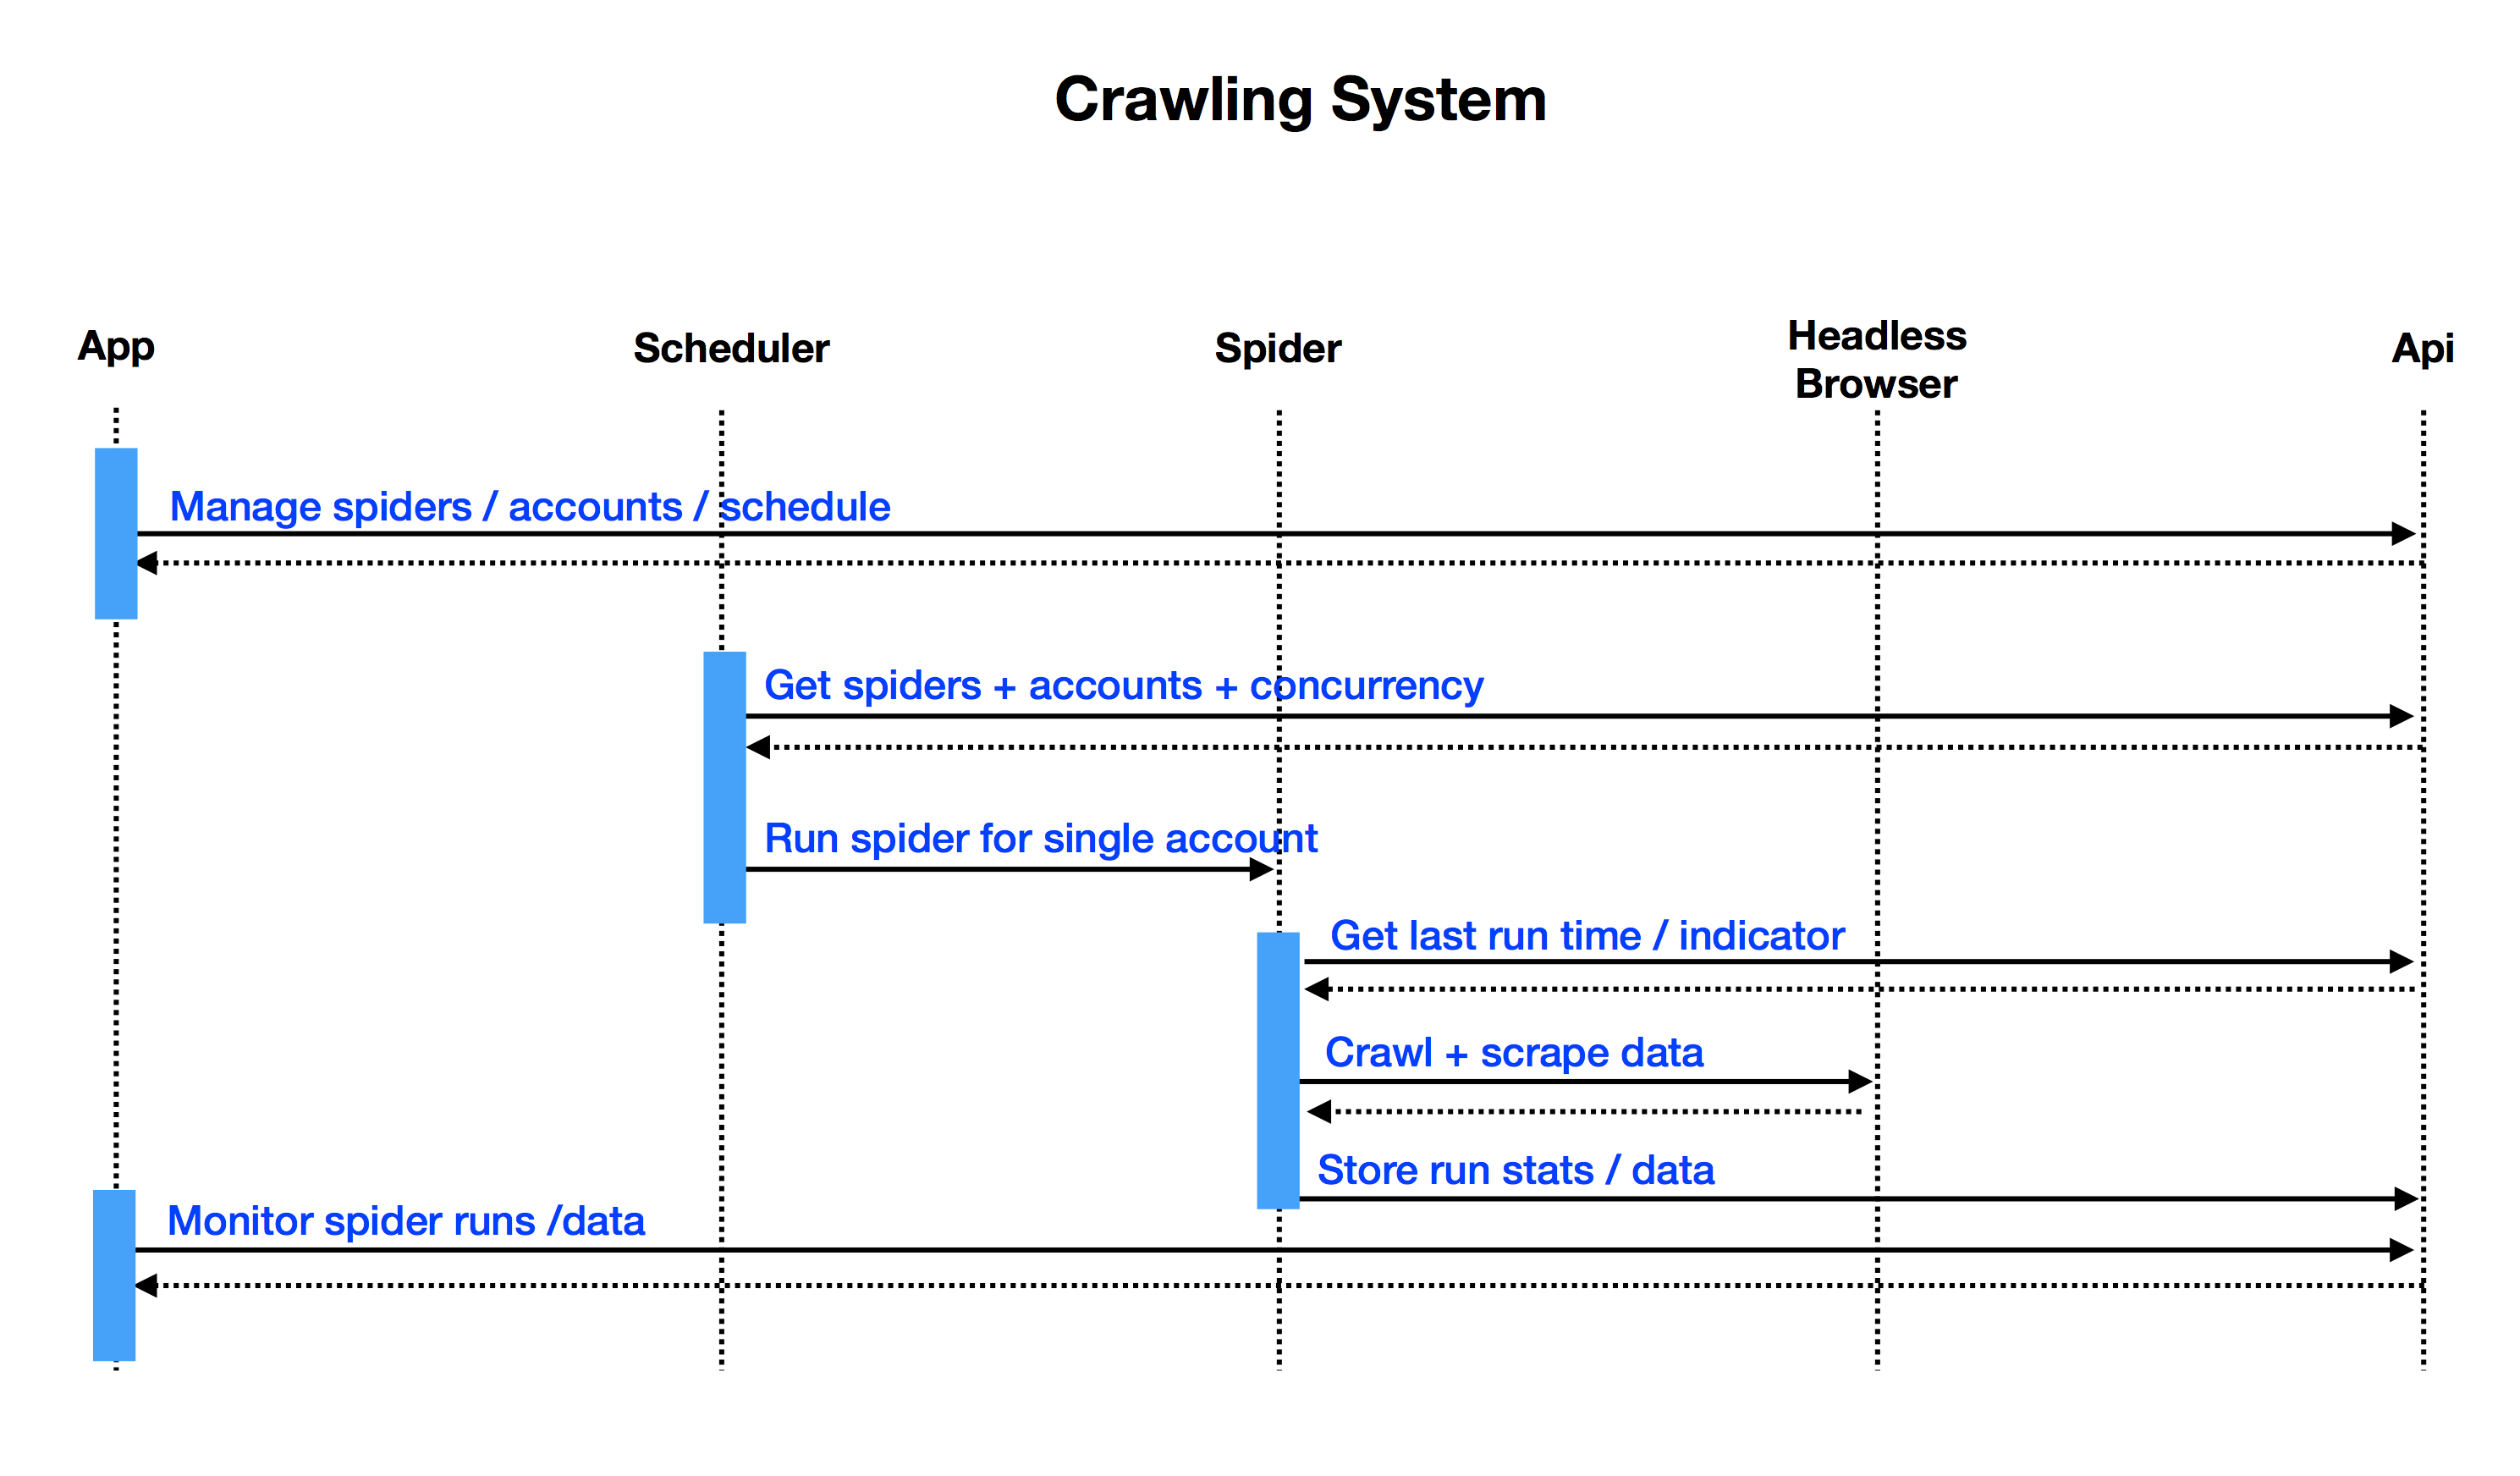 Crawling System
App
Scheduler
Spider
Headless
Browser
Api
Manage spiders / accounts / schedule
Get spiders + accounts + concurrency
Run spider for single account
Get last run time / indicator
Crawl + scrape data
Store run stats / data
Monitor spider runs /data